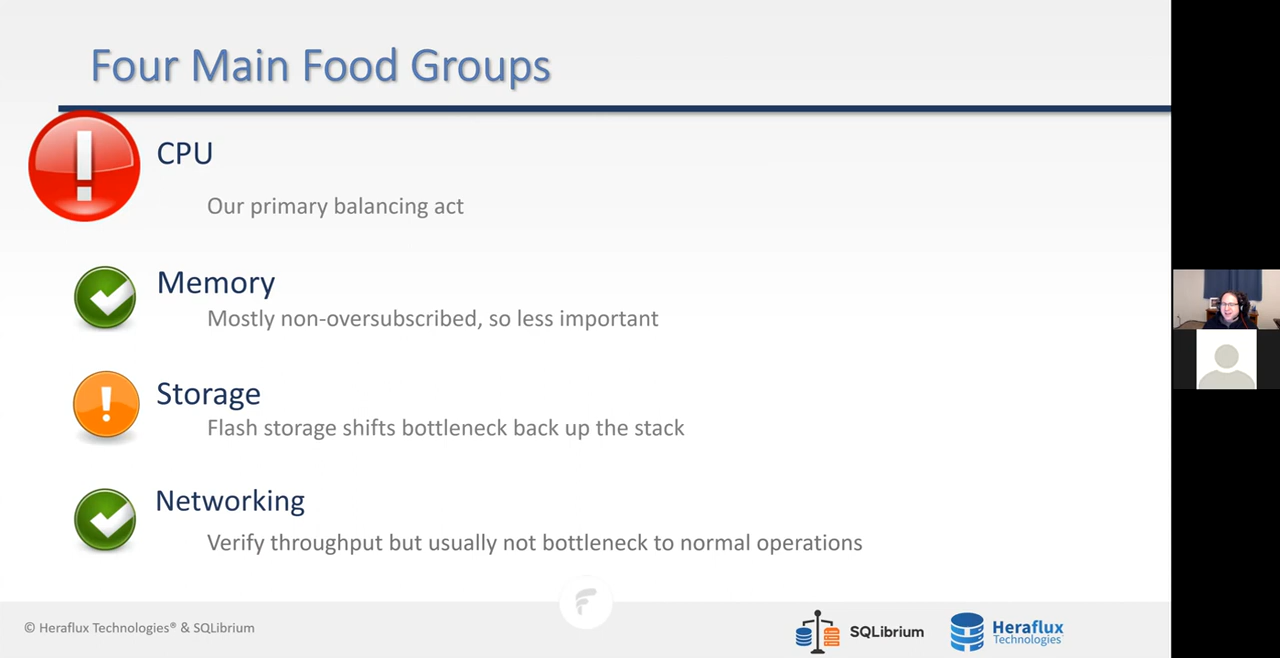 Four Main Food Groups
CPU
Our primary balancing act
Memory
Mostly non-oversubscribed, so less important
Storage
Flash storage shifts bottleneck back up the stack
Networking
Verify throughput but usually not bottleneck to normal operations
© Heraflux Technologies® & SQLibrium
SQLibrium
Heraflux
Technologies